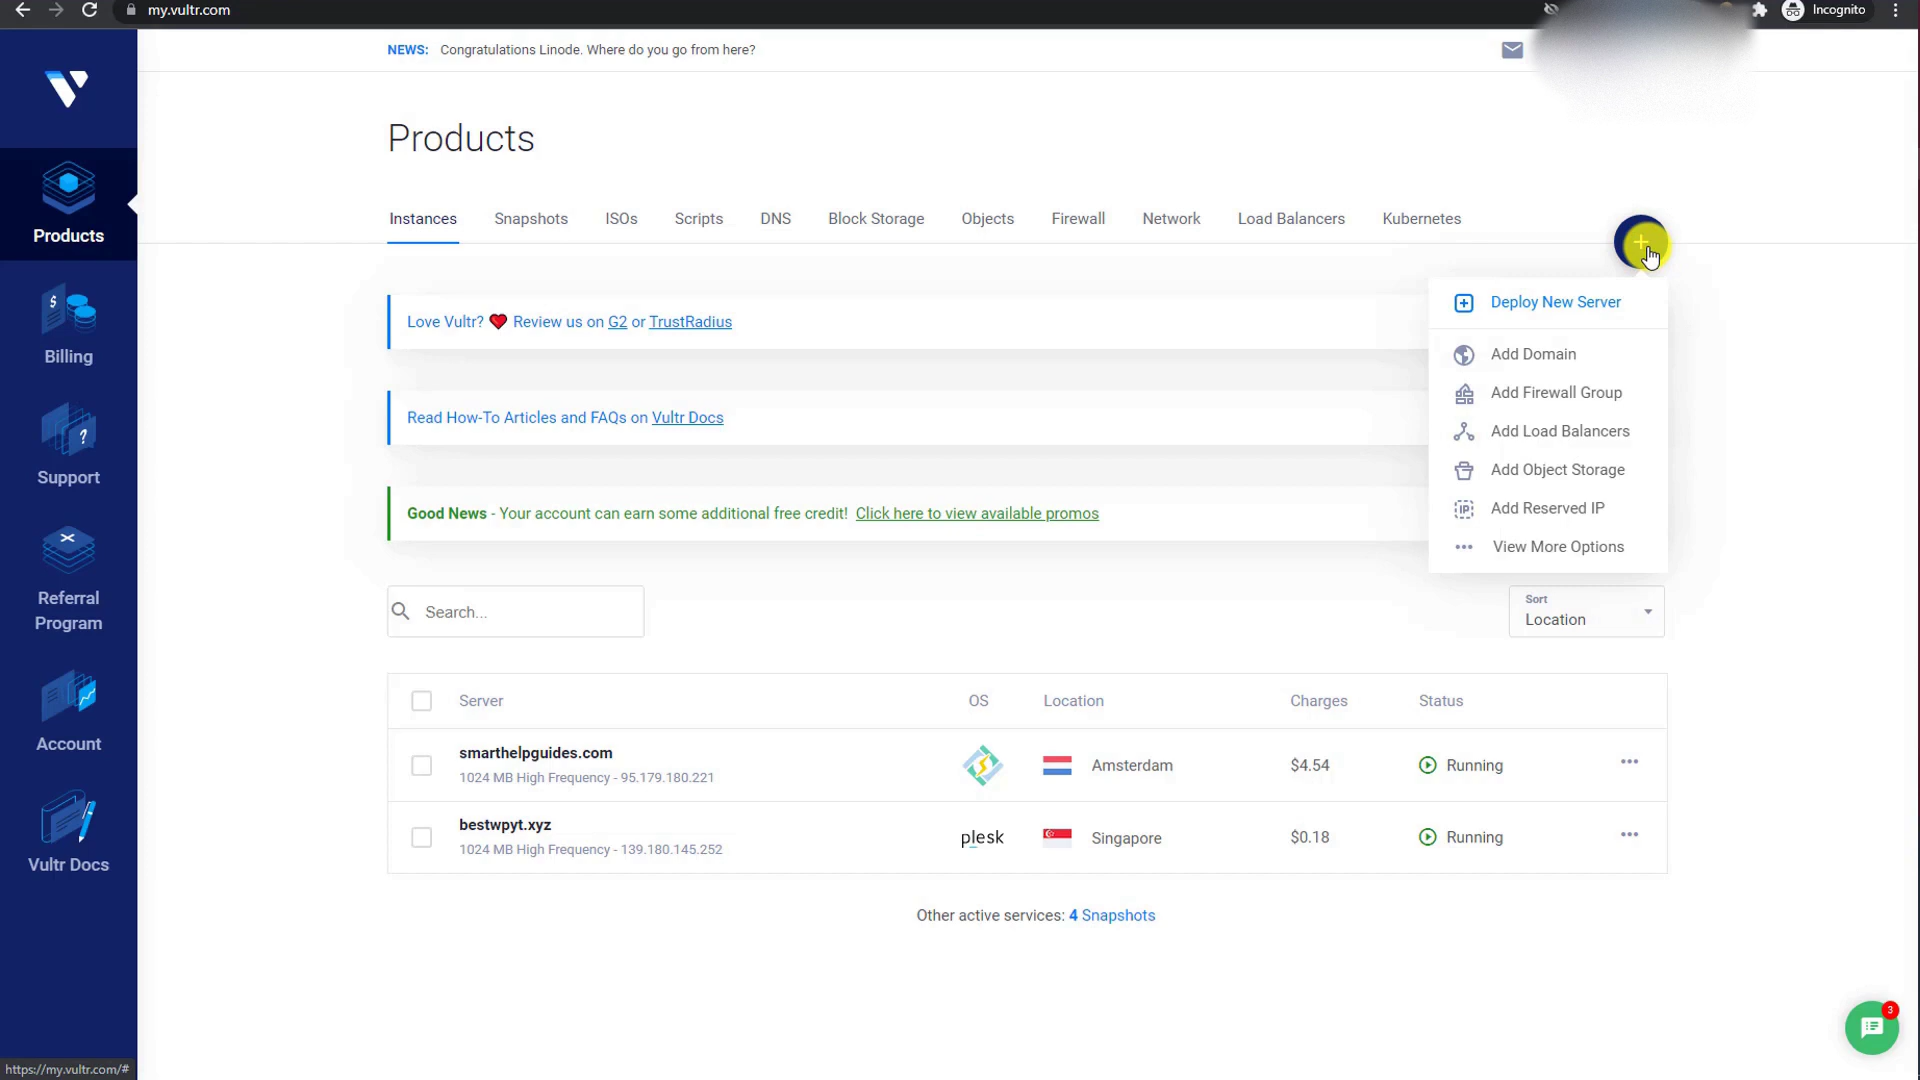 my.vultr.com
Incognito
NEWS: Congratulations Linode. Where do you go from here?
Products
Instances Snapshots ISOs Scripts DNS Block Storage Objects Firewall Network Load Balancers Kubernetes
Products
Billing
Support
Referral
Program
Account
Vultr Docs
Deploy New Server
Add Domain
Add Firewall Group
Add Load Balancers
Add Object Storage
Add Reserved IP
View More Options
Love Vultr? ❤ Review us on G2 or TrustRadius
Read How-To Articles and FAQs on Vultr Docs
Good News - Your account can earn some additional free credit! Click here to view available promos
Search...
Sort
Location
Server OS Location Charges Status
smarthelpguides.com
1024 MB High Frequency - 95.179.180.221
Amsterdam $4.54 Running
bestwpyt.xyz
1024 MB High Frequency - 139.180.145.252
plesk Singapore $0.18 Running
Other active services: 4 Snapshots
3
https://my.vultr.com/#